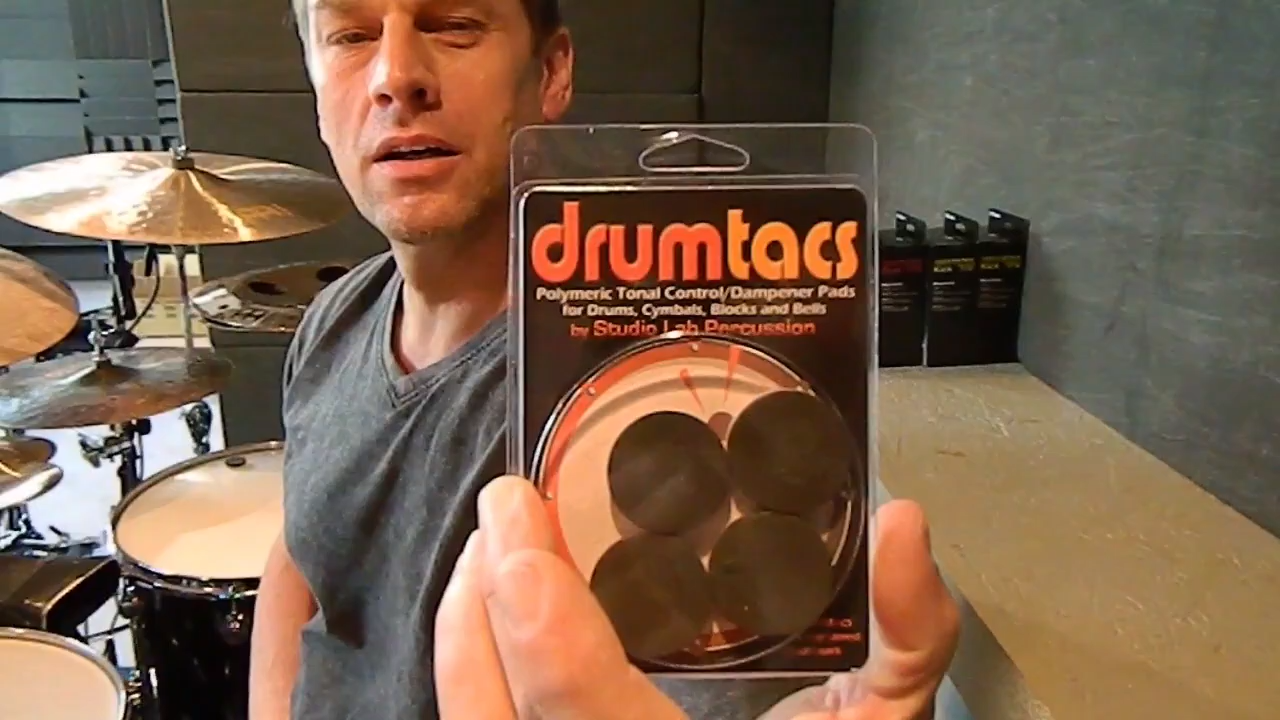 drumtacs
Polymeric Tonal Control/Dampener Pads
for Drums, Cymbals, Blocks and Bells
by Studio Lab Percussion